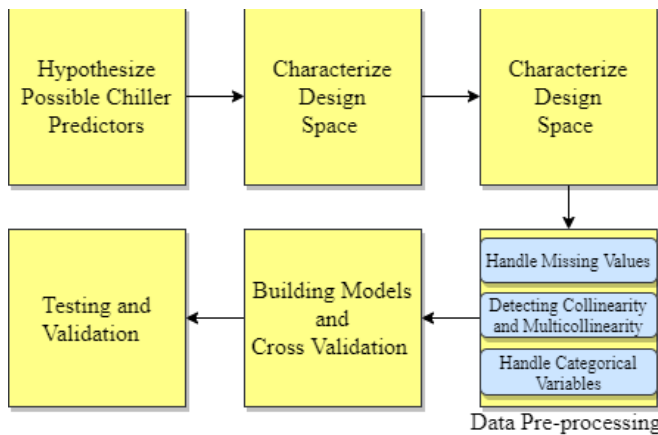 Hypothesize
Possible Chiller
Predictors
Characterize
Design
Space
Characterize
Design
Space
Handle Missing Values
Detecting Collinearity
and Multicollinearity
Handle Categorical
Variables
Data Pre-processing
Building Models
and
Cross Validation
Testing and
Validation